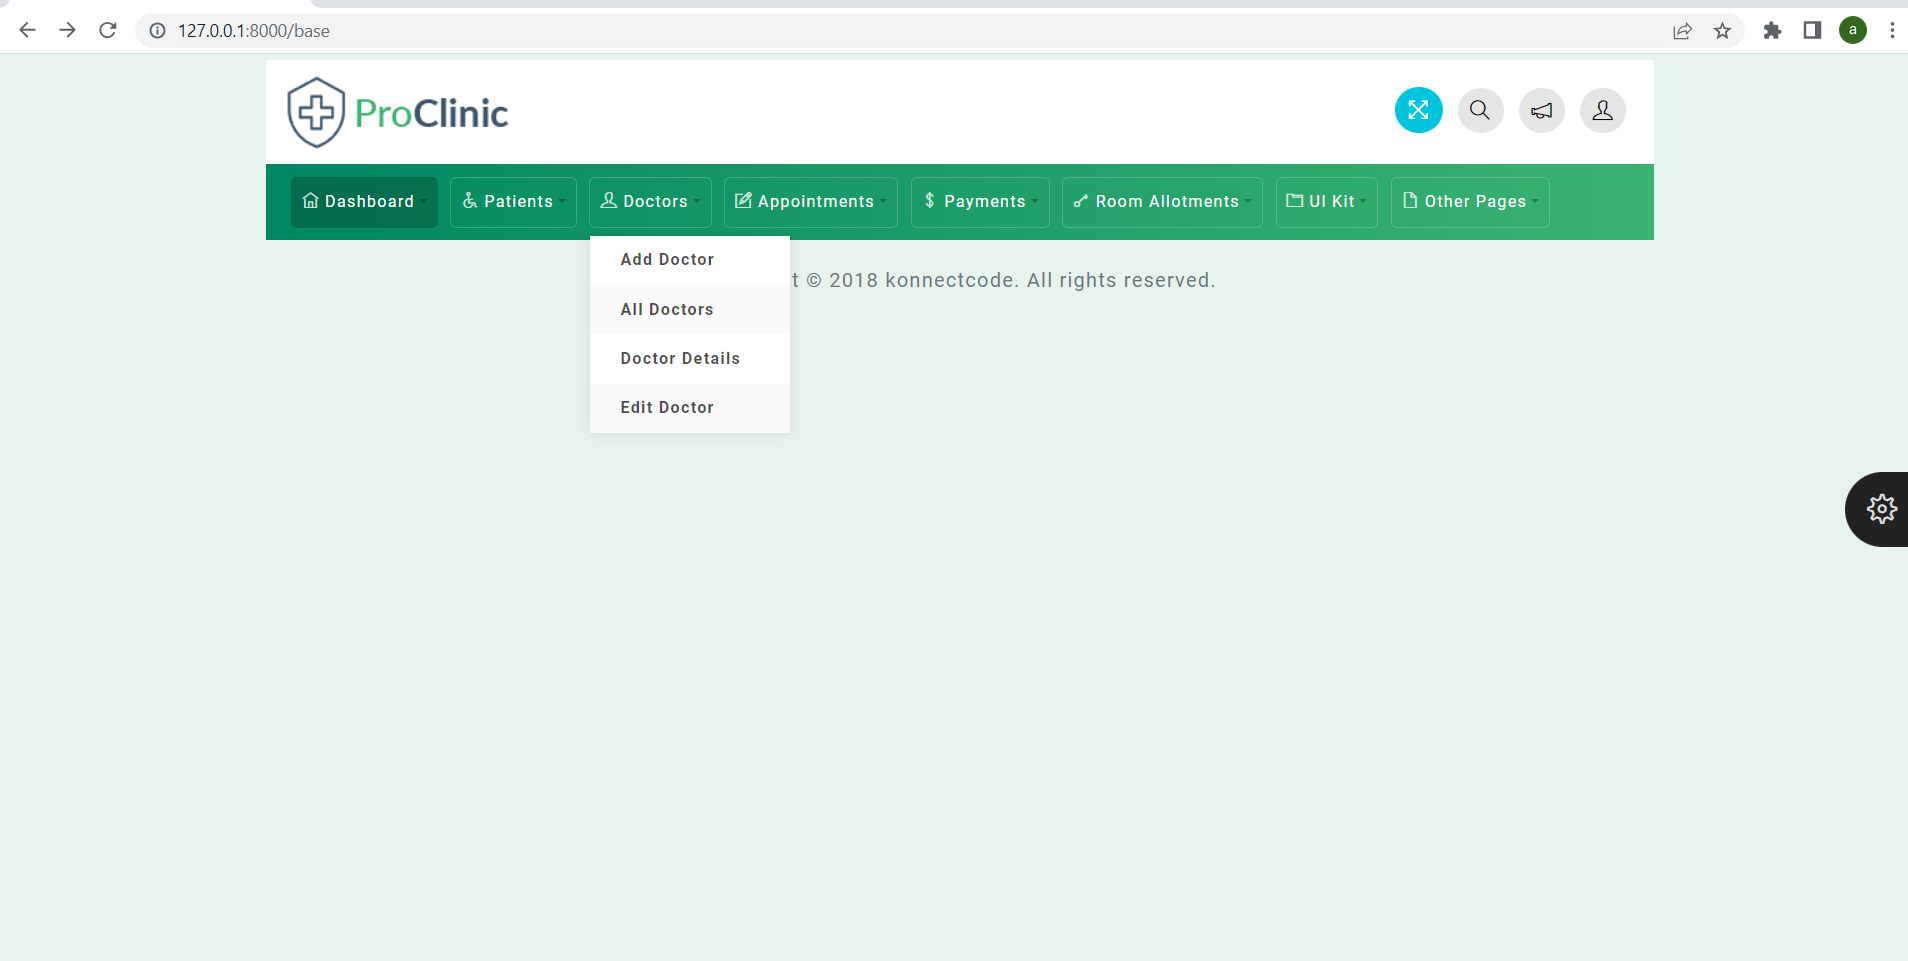 127.0.0.1:8000/base
a
ProClinic
Dashboard Patients Doctors Appointments Payments Room Allotments UI Kit Other Pages
Add Doctor
t © 2018 konnectcode. All rights reserved.
All Doctors
Doctor Details
Edit Doctor